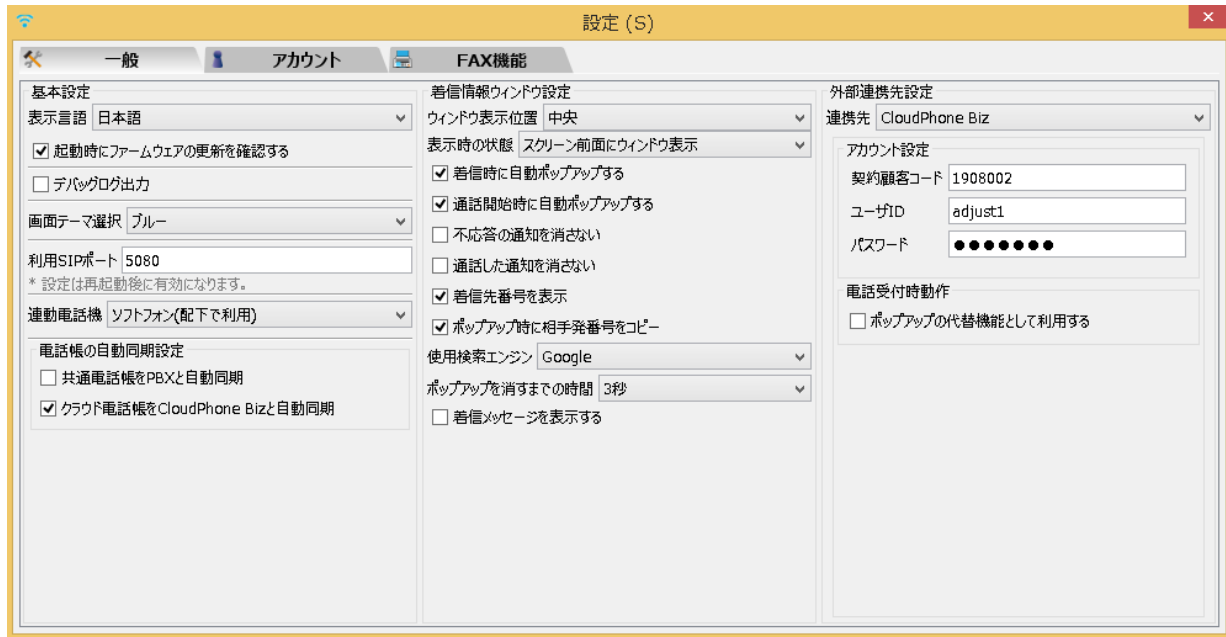 設定 (S)
一般
アカウント
FAX機能
基本設定
表示言語 日本語
起動時にファームウェアの更新を確認する
デバッグログ出力
画面テーマ選択 ブルー
利用SIPポート 5080
* 設定は再起動後に有効になります。
連動電話機 ソフトフォン(配下で利用)
電話帳の自動同期設定
共通電話帳をPBXと自動同期
クラウド電話帳をCloudPhone Bizと自動同期
着信情報ウィンドウ設定
ウィンドウ表示位置 中央
表示時の状態 スクリーン前面にウィンドウ表示
着信時に自動ポップアップする
通話開始時に自動ポップアップする
不応答の通知を消さない
通話した通知を消さない
着信先番号を表示
ポップアップ時に相手発番号をコピー
使用検索エンジン Google
ポップアップを消すまでの時間 3秒
着信メッセージを表示する
外部連携先設定
連携先 CloudPhone Biz
アカウント設定
契約顧客コード 1908002
ユーザID adjust1
パスワード ●●●●●●●
電話受付時動作
ポップアップの代替機能として利用する